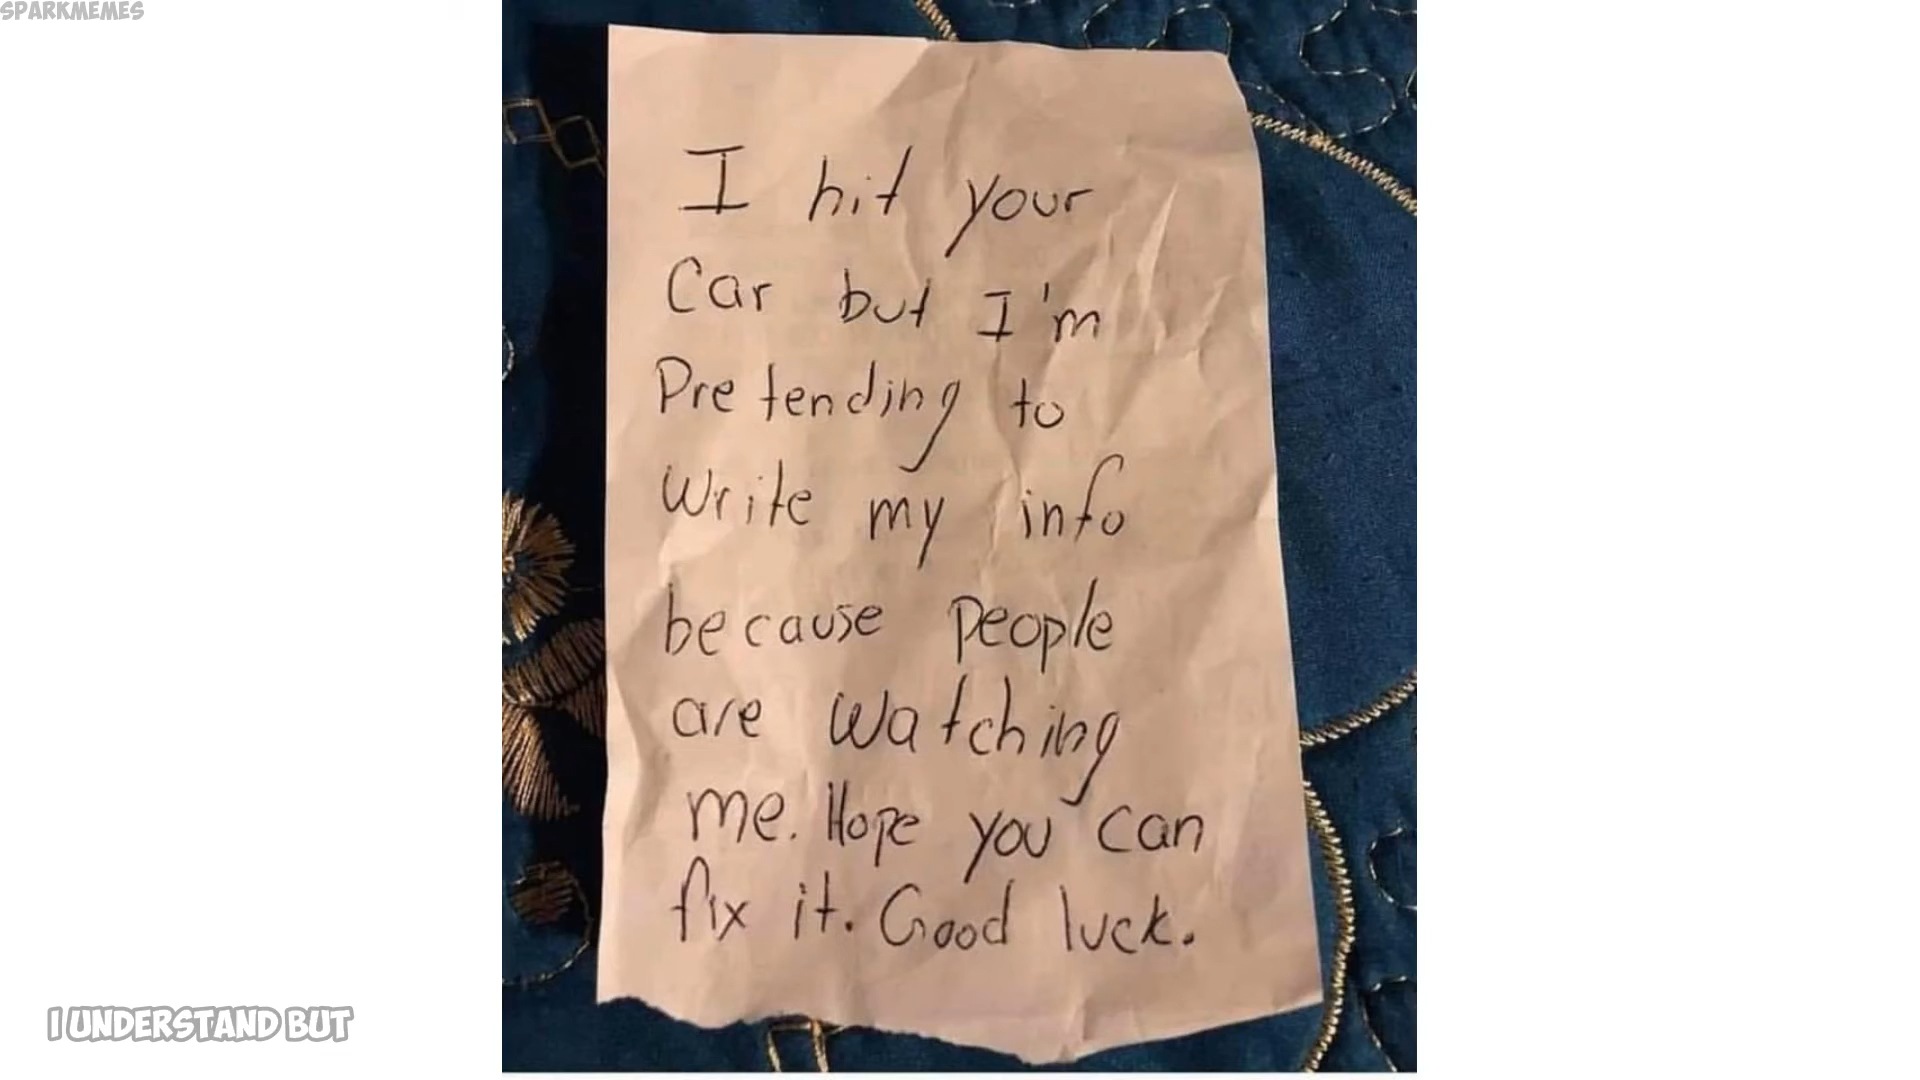 SPARKMEMES
I hit your
Car but I'm
Pretending to
Write my info
because people
are watching
me. Hope you can
fix it. Good luck.
I UNDERSTAND BUT